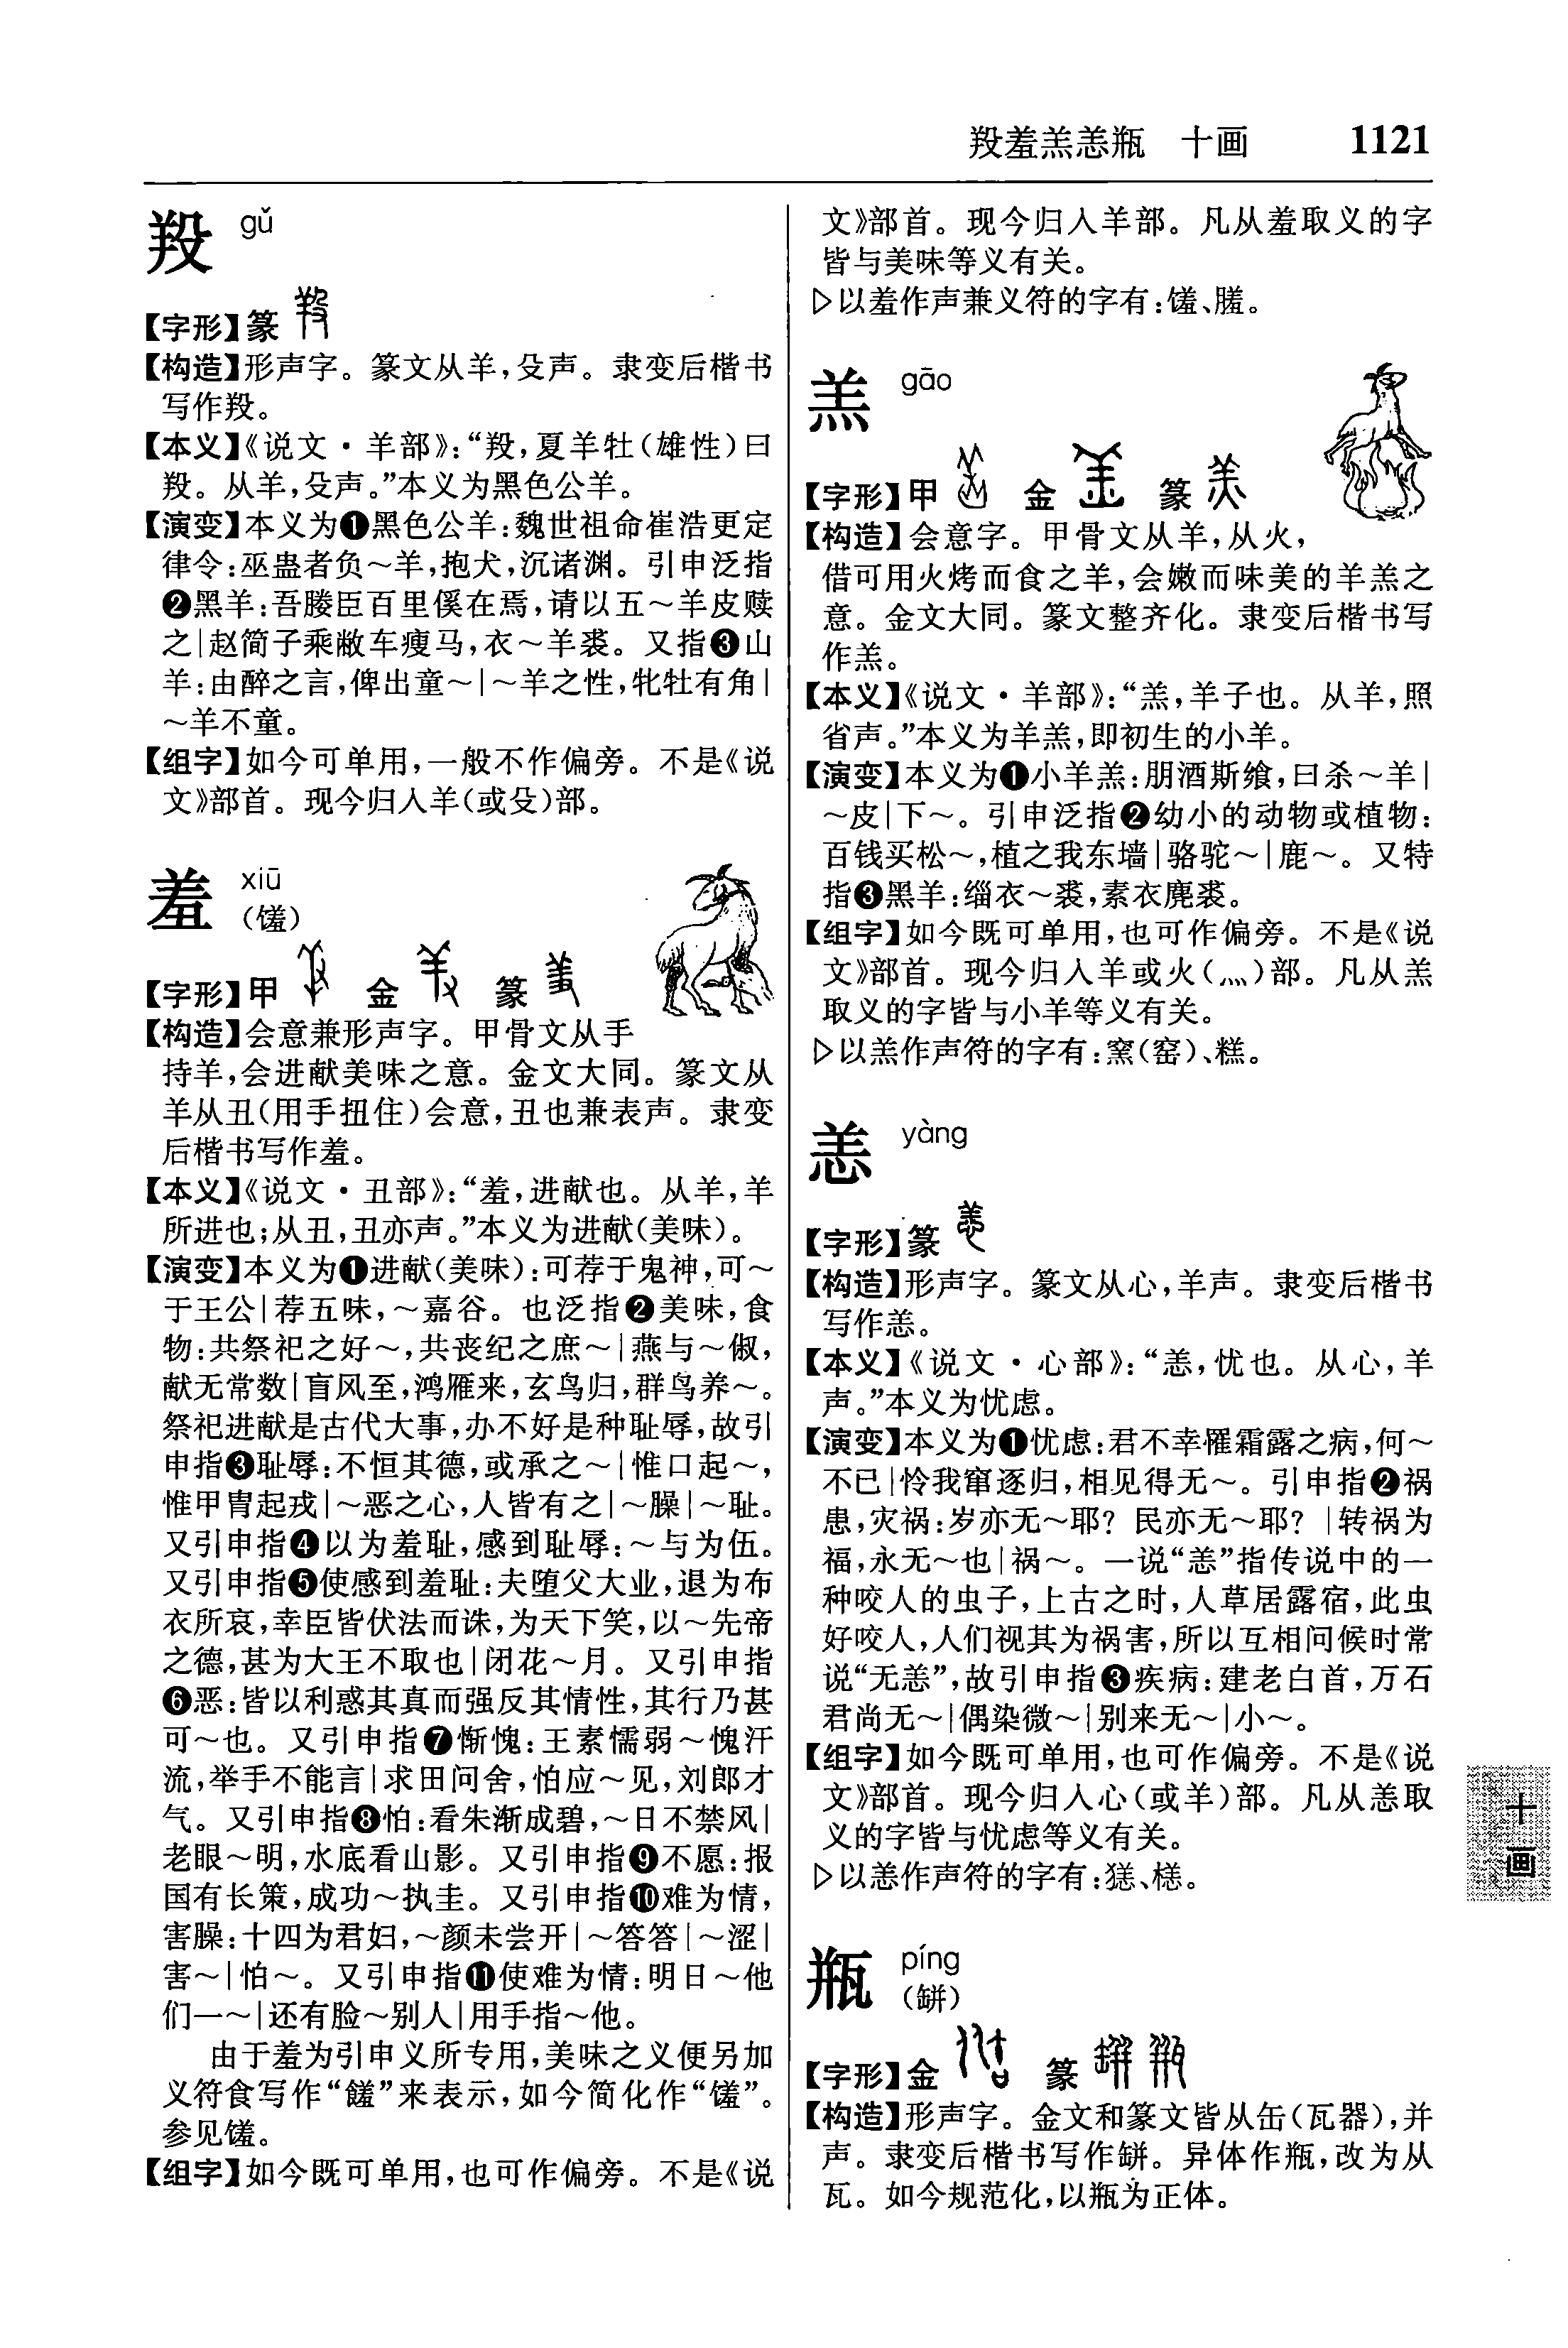 羖羞羔恙瓶 十画 1121
羖 gǔ
【字形】篆
【构造】形声字。篆文从羊,殳声。隶变后楷书
写作羖。
【本义】《说文·羊部》:“羖,夏羊牡(雄性)曰
羖。从羊,殳声。”本义为黑色公羊。
【演变】本义为❶黑色公羊:魏世祖命崔浩更定
律令:巫蛊者负～羊,抱犬,沉诸渊。引申泛指
❷黑羊:吾媵臣百里傒在焉,请以五～羊皮赎
之|赵简子乘敝车瘦马,衣～羊裘。又指❸山
羊:由醉之言,俾出童～|～羊之性,牝牡有角|
～羊不童。
【组字】如今可单用,一般不作偏旁。不是《说
文》部首。现今归入羊(或殳)部。
羞 xiū
(馐)
【字形】甲 金 篆
【构造】会意兼形声字。甲骨文从手
持羊,会进献美味之意。金文大同。篆文从
羊从丑(用手扭住)会意,丑也兼表声。隶变
后楷书写作羞。
【本义】《说文·丑部》:“羞,进献也。从羊,羊
所进也;从丑,丑亦声。”本义为进献(美味)。
【演变】本义为❶进献(美味):可荐于鬼神,可～
于王公|荐五味,～嘉谷。也泛指❷美味,食
物:共祭祀之好～,共丧纪之庶～|燕与～俶,
献无常数|盲风至,鸿雁来,玄鸟归,群鸟养～。
祭祀进献是古代大事,办不好是种耻辱,故引
申指❸耻辱:不恒其德,或承之～|惟口起～,
惟甲胄起戎|～恶之心,人皆有之|～臊|～耻。
又引申指❹以为羞耻,感到耻辱:～与为伍。
又引申指❺使感到羞耻:夫堕父大业,退为布
衣所哀,幸臣皆伏法而诛,为天下笑,以～先帝
之德,甚为大王不取也|闭花～月。又引申指
❻恶:皆以利惑其真而强反其情性,其行乃甚
可～也。又引申指❼惭愧:王素懦弱～愧汗
流,举手不能言|求田问舍,怕应～见,刘郎才
气。又引申指❽怕:看朱渐成碧,～日不禁风|
老眼～明,水底看山影。又引申指❾不愿:报
国有长策,成功～执圭。又引申指❿难为情,
害臊:十四为君妇,～颜未尝开|～答答|～涩|
害～|怕～。又引申指⓫使难为情:明日～他
们一～|还有脸～别人|用手指～他。
由于羞为引申义所专用,美味之义便另加
义符食写作“饈”来表示,如今简化作“馐”。
参见馐。
【组字】如今既可单用,也可作偏旁。不是《说
文》部首。现今归入羊部。凡从羞取义的字
皆与美味等义有关。
▷以羞作声兼义符的字有:馐、膳。
羔 gāo
【字形】甲 金 篆
【构造】会意字。甲骨文从羊,从火,
借可用火烤而食之羊,会嫩而味美的羊羔之
意。金文大同。篆文整齐化。隶变后楷书写
作羔。
【本义】《说文·羊部》:“羔,羊子也。从羊,照
省声。”本义为羊羔,即初生的小羊。
【演变】本义为❶小羊羔:朋酒斯飨,曰杀～羊|
～皮|下～。引申泛指❷幼小的动物或植物:
百钱买松～,植之我东墙|骆驼～|鹿～。又特
指❸黑羊:缁衣～裘,素衣麑裘。
【组字】如今既可单用,也可作偏旁。不是《说
文》部首。现今归入羊或火(灬)部。凡从羔
取义的字皆与小羊等义有关。
▷以羔作声符的字有:窯(窑)、糕。
恙 yàng
【字形】篆
【构造】形声字。篆文从心,羊声。隶变后楷书
写作恙。
【本义】《说文·心部》:“恙,忧也。从心,羊
声。”本义为忧虑。
【演变】本义为❶忧虑:君不幸罹霜露之病,何～
不已|怜我窜逐归,相见得无～。引申指❷祸
患,灾祸:岁亦无～耶?民亦无～耶?|转祸为
福,永无～也|祸～。一说“恙”指传说中的一
种咬人的虫子,上古之时,人草居露宿,此虫
好咬人,人们视其为祸害,所以互相问候时常
说“无恙”,故引申指❸疾病:建老白首,万石
君尚无～|偶染微～|别来无～|小～。
【组字】如今既可单用,也可作偏旁。不是《说
文》部首。现今归入心(或羊)部。凡从恙取
义的字皆与忧虑等义有关。
▷以恙作声符的字有:㺊、様。
瓶 píng
(缾)
【字形】金 篆
【构造】形声字。金文和篆文皆从缶(瓦器),并
声。隶变后楷书写作缾。异体作瓶,改为从
瓦。如今规范化,以瓶为正体。
十画